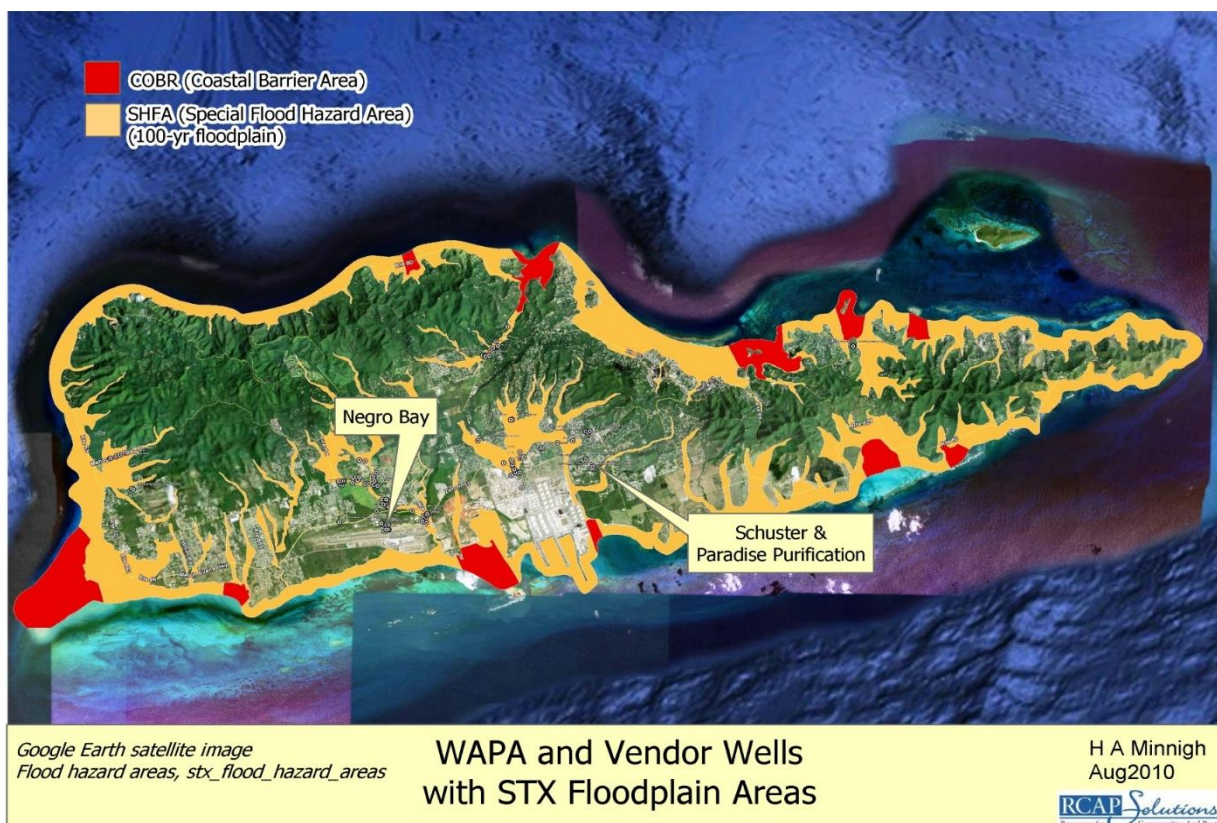 COBR (Coastal Barrier Area)
SHFA (Special Flood Hazard Area)
(100-yr floodplain)
Negro Bay
Schuster &
Paradise Purification
Google Earth satellite image
Flood hazard areas, stx_flood_hazard_areas
WAPA and Vendor Wells
with STX Floodplain Areas
H A Minnigh
Aug2010
RCAP Solutions